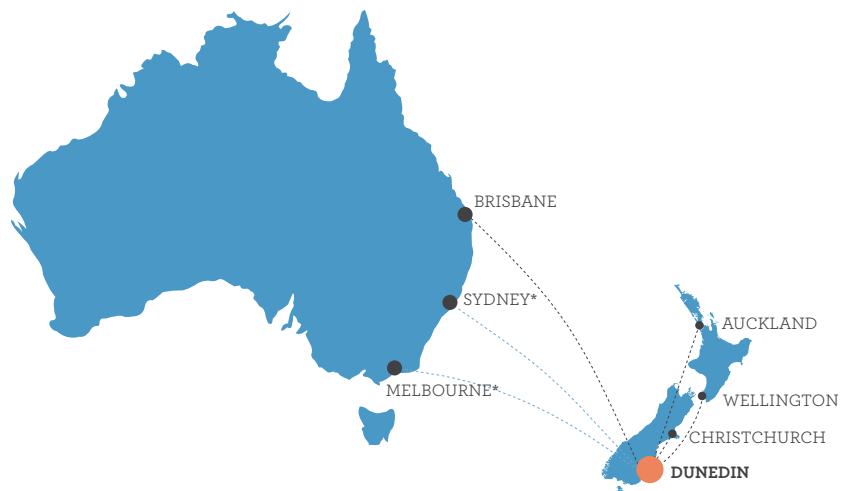 BRISBANE
SYDNEY*
AUCKLAND
MELBOURNE*
WELLINGTON
CHRISTCHURCH
DUNEDIN